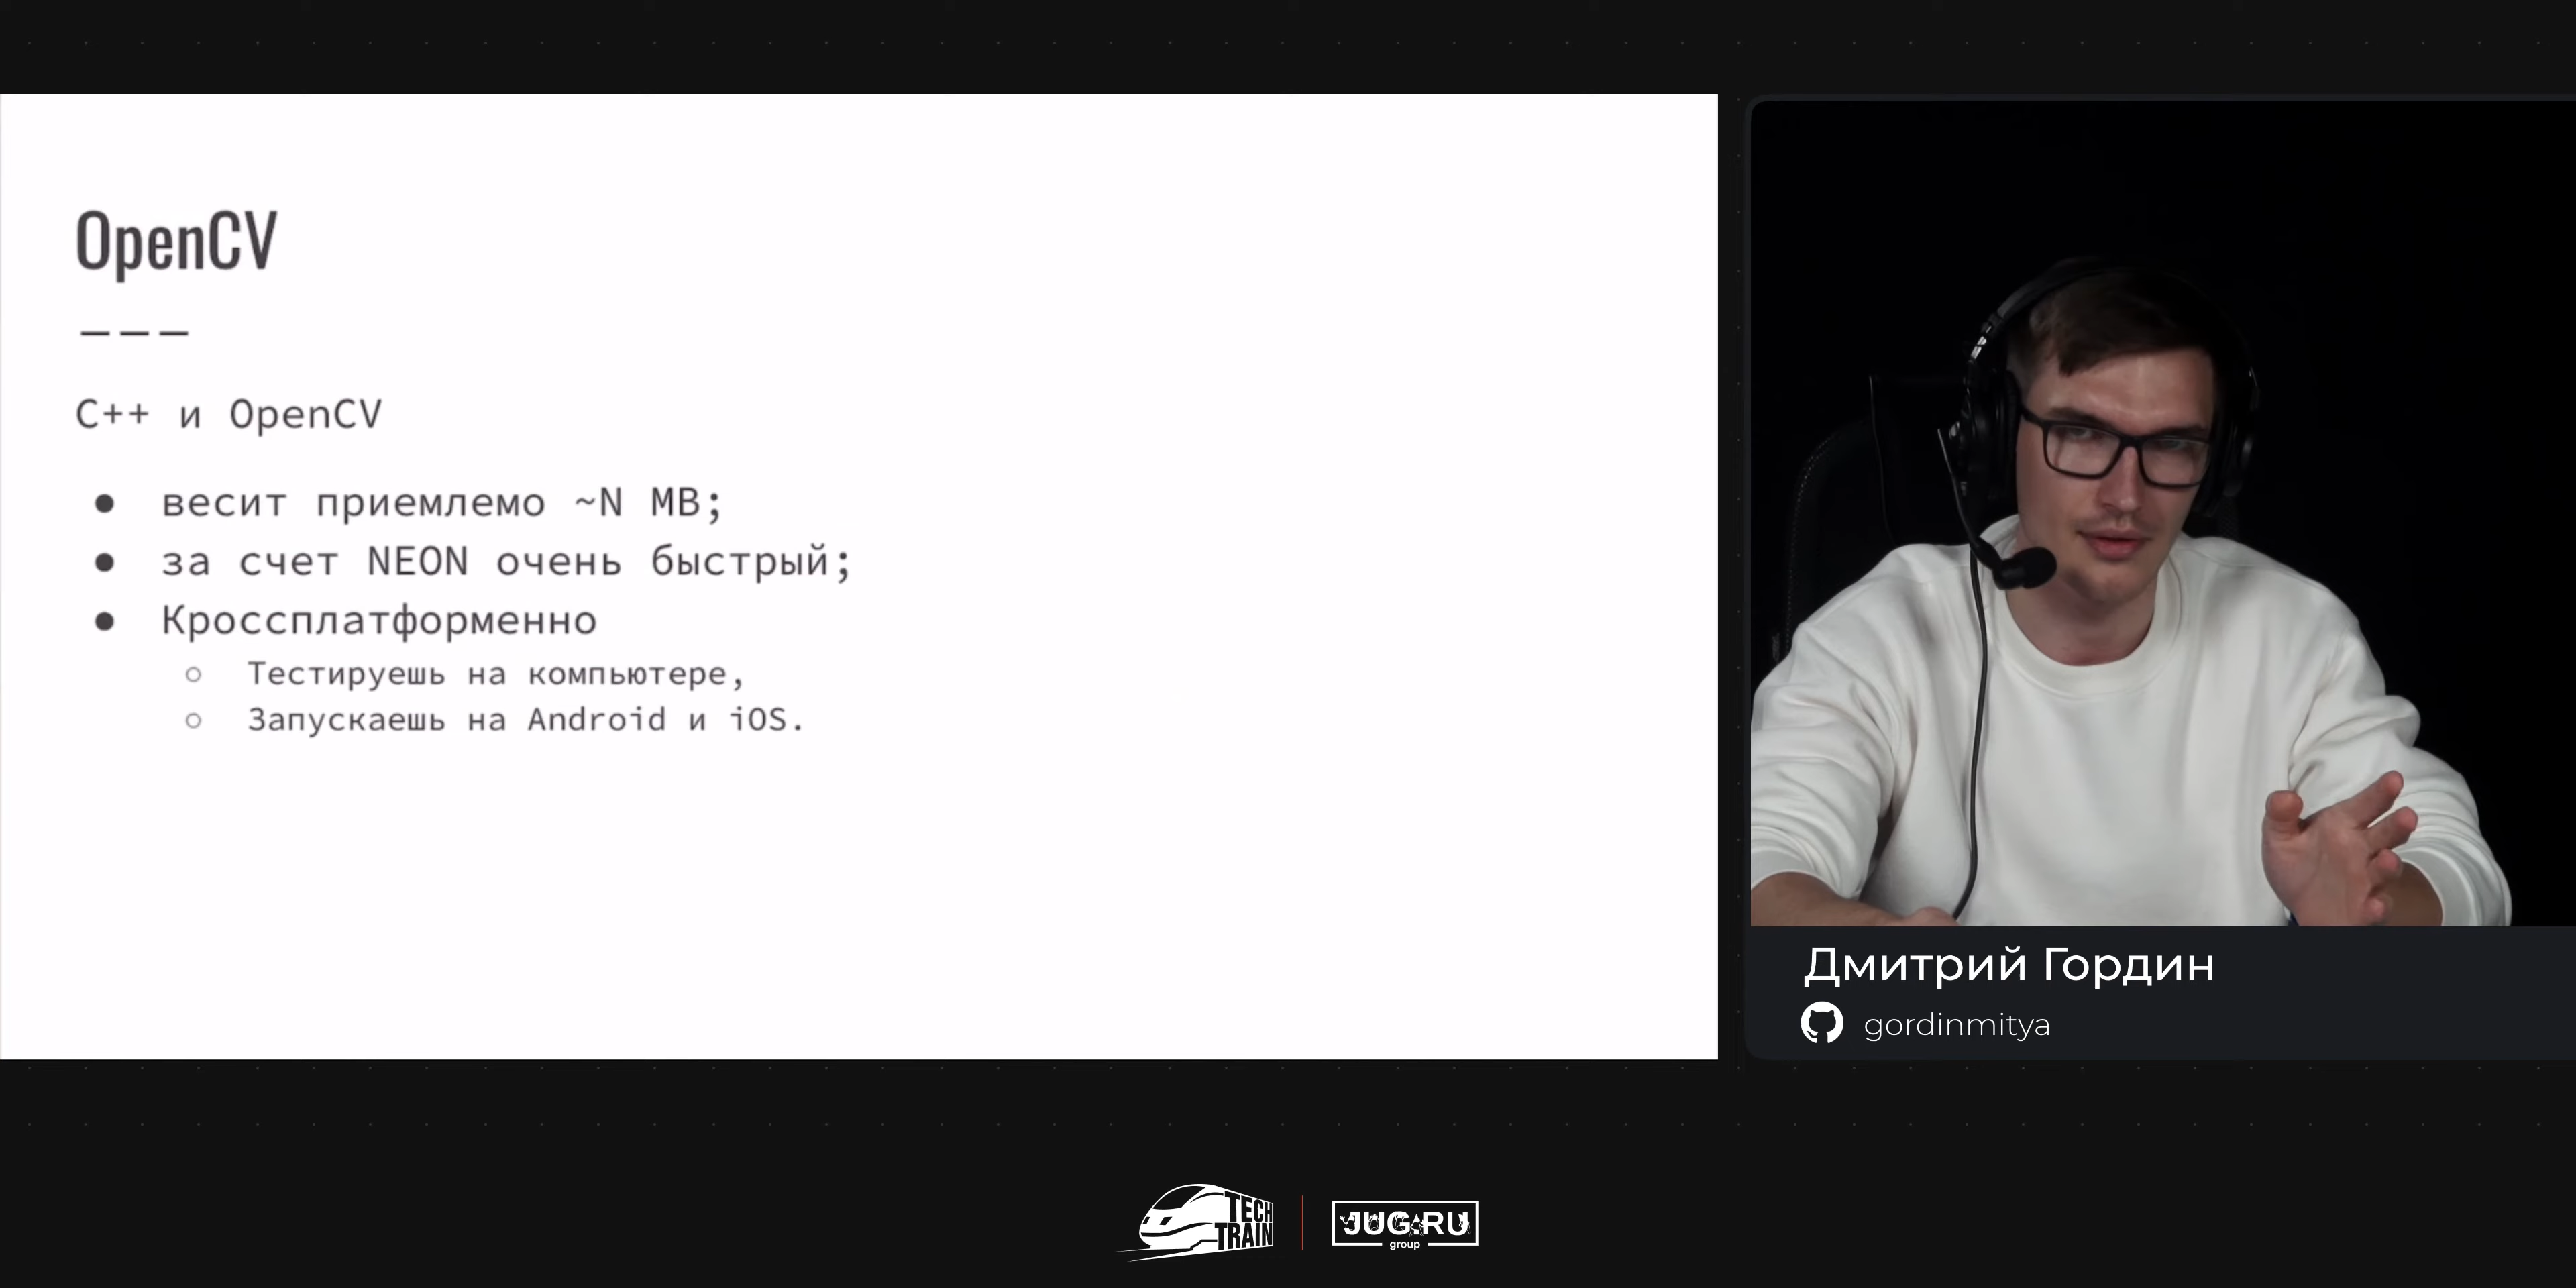 OpenCV
---
C++ и OpenCV
● весит приемлемо ~N MB;
● за счет NEON очень быстрый;
● Кроссплатформенно
○ Тестируешь на компьютере,
○ Запускаешь на Android и iOS.
Дмитрий Гордин
gordinmitya
TECH
TRAIN
JUG.RU
group